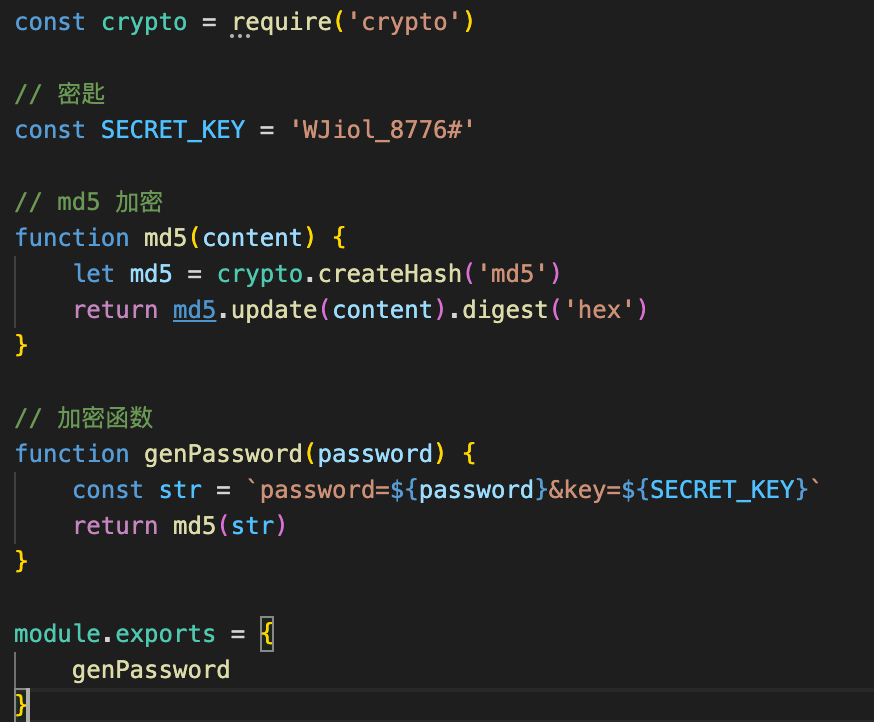 const crypto = require('crypto')
// 密匙
const SECRET_KEY = 'WJiol_8776#'
// md5 加密
function md5(content) {
let md5 = crypto.createHash('md5')
return md5.update(content).digest('hex')
}
// 加密函数
function genPassword(password) {
const str = `password=${password}&key=${SECRET_KEY}`
return md5(str)
}
module.exports = {
genPassword
}